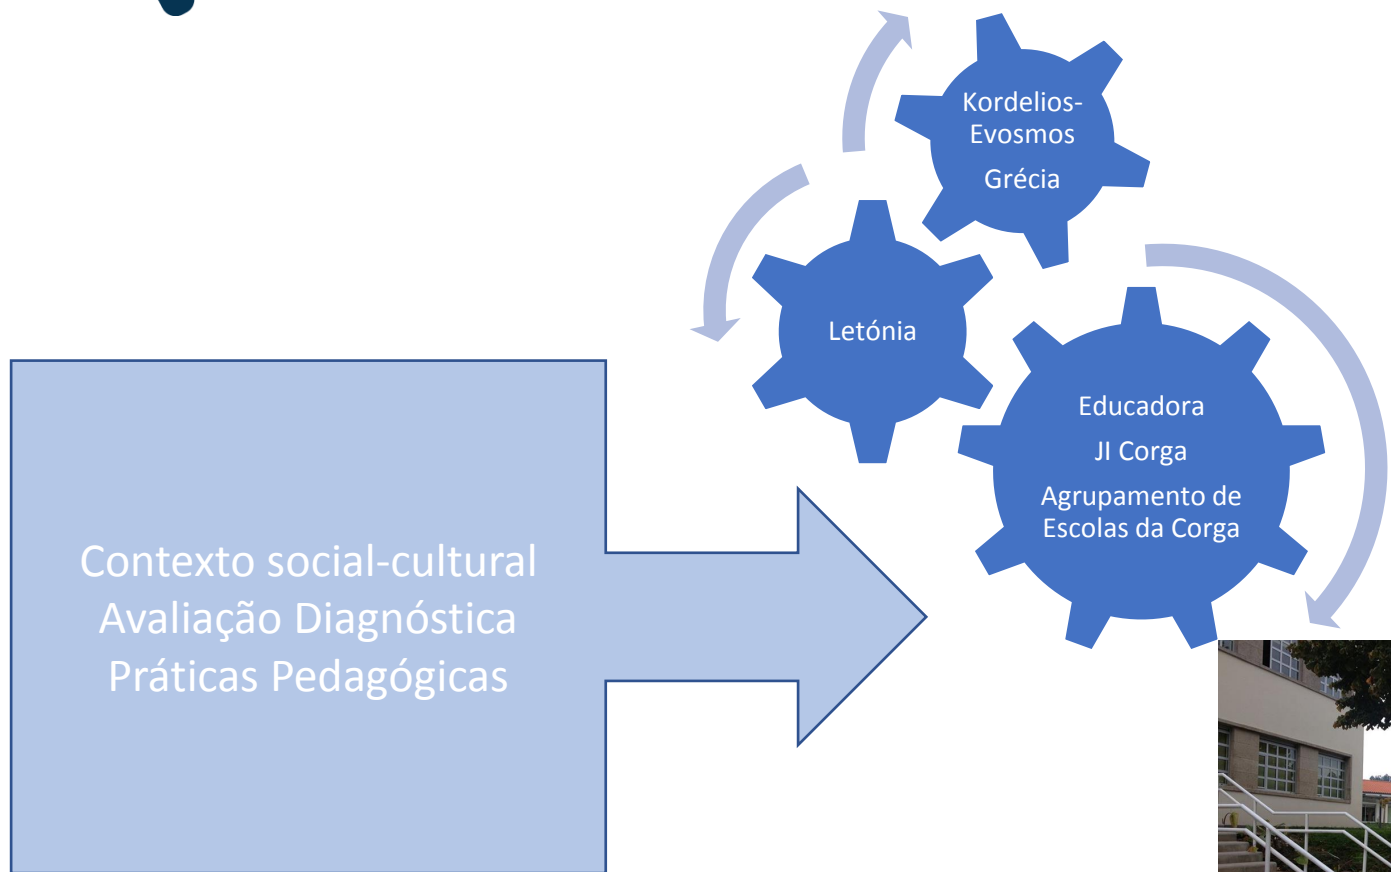 Kordelios-
Evosmos
Grécia
Letónia
Educadora
JI Corga
Agrupamento de
Escolas da Corga
Contexto social-cultural
Avaliação Diagnóstica
Práticas Pedagógicas